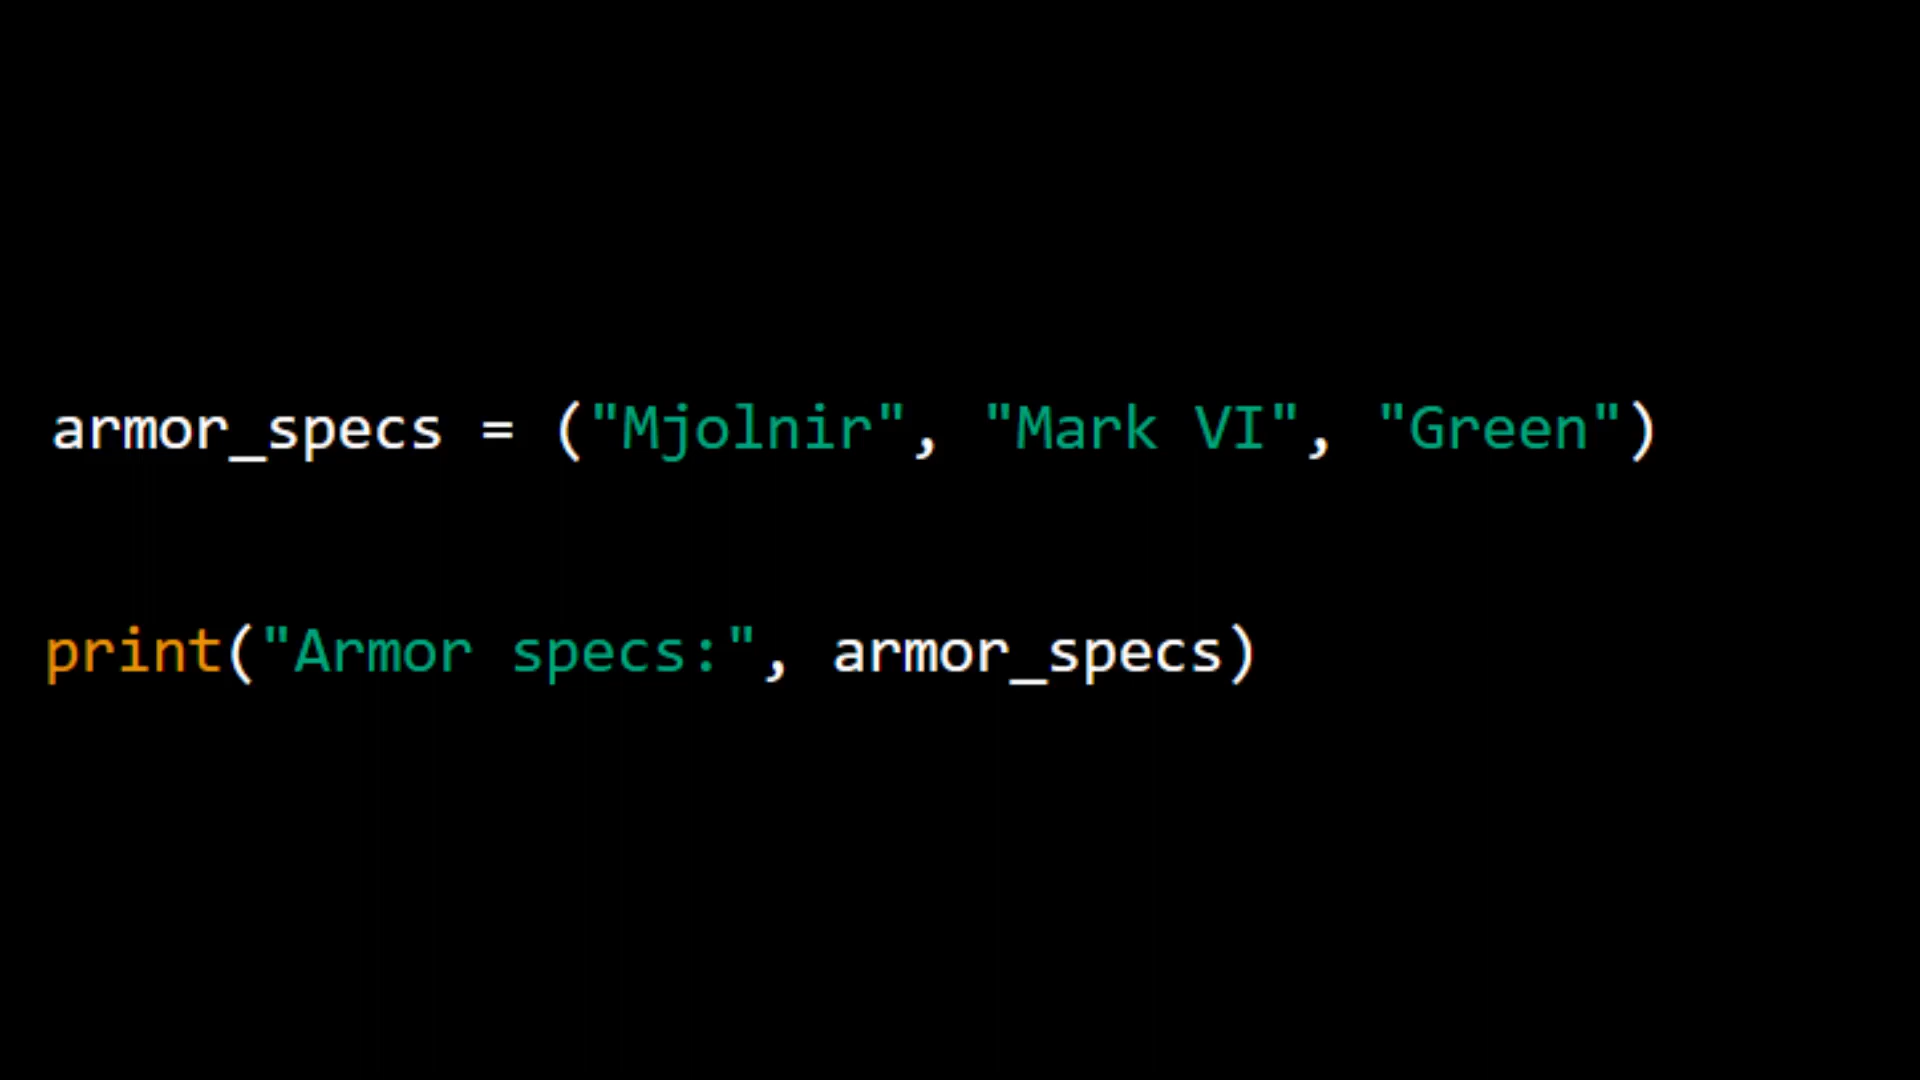 armor_specs = ("Mjolnir", "Mark VI", "Green")
print("Armor specs:", armor_specs)